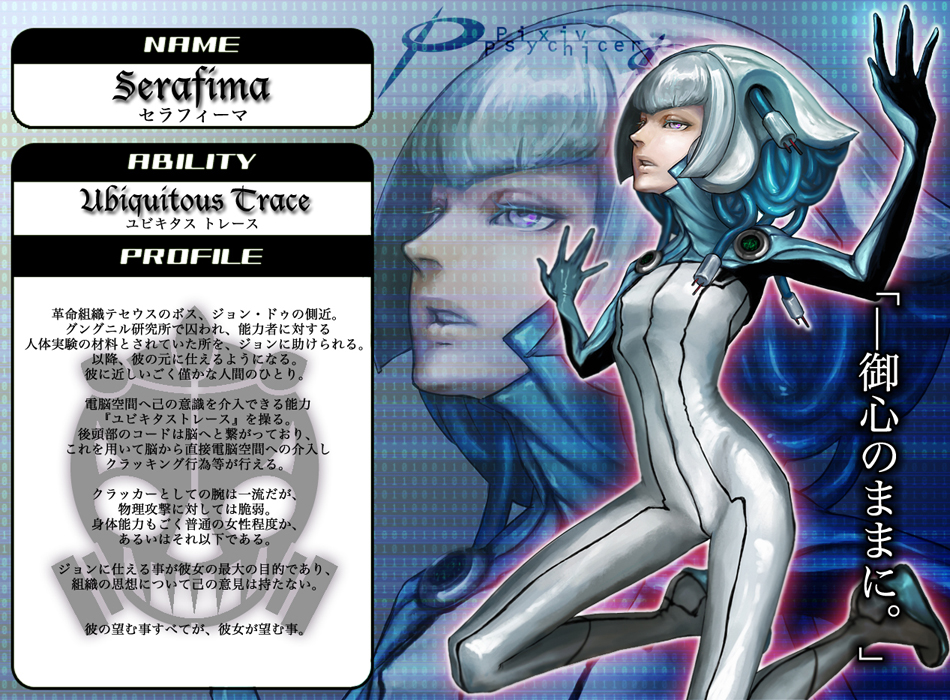 NAME
Serafima
セラフィーマ
ABILITY
Ubiquitous Trace
ユビキタス トレース
PROFILE
革命組織テセウスのボス、ジョン・ドゥの側近。
グングニル研究所で囚われ、能力者に対する
人体実験の材料とされていた所を、ジョンに助けられる。
以降、彼の元に仕えるようになる。
彼に近しいごく僅かな人間のひとり。
電脳空間へ己の意識を介入できる能力
『ユビキタストレース』を操る。
後頭部のコードは脳へと繋がっており、
これを用いて脳から直接電脳空間への介入し
クラッキング行為等が行える。
クラッカーとしての腕は一流だが、
物理攻撃に対しては脆弱。
身体能力もごく普通の女性程度か、
あるいはそれ以下である。
ジョンに仕える事が彼女の最大の目的であり、
組織の思想について己の意見は持たない。
彼の望む事すべてが、彼女が望む事。
Pixiv
psychicer
「―御心のままに。」